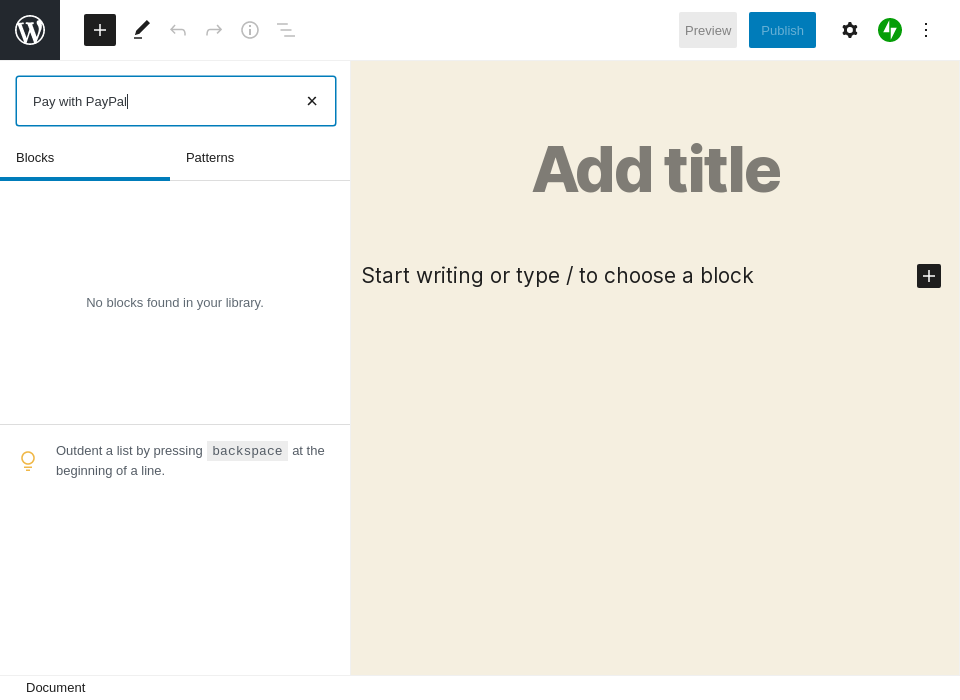 Preview
Publish
Pay with PayPal
Blocks
Patterns
No blocks found in your library.
Outdent a list by pressing backspace at the
beginning of a line.
Add title
Start writing or type / to choose a block
Document